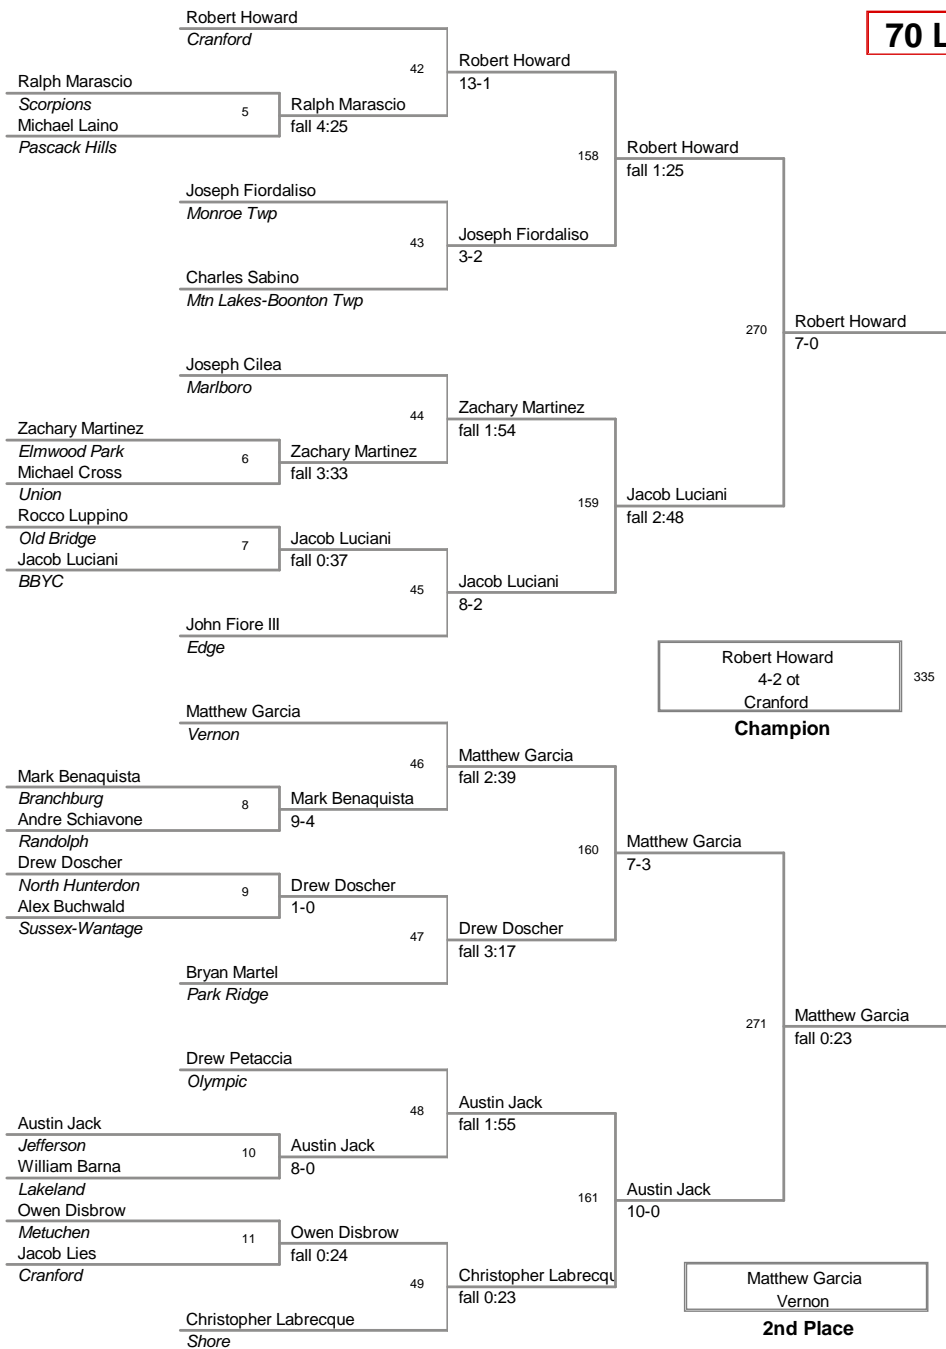 Robert Howard
Cranford
70 L
42
Robert Howard
13-1
Ralph Marascio
Scorpions
5
Ralph Marascio
fall 4:25
Michael Laino
Pascack Hills
158
Robert Howard
fall 1:25
Joseph Fiordaliso
Monroe Twp
43
Joseph Fiordaliso
3-2
Charles Sabino
Mtn Lakes-Boonton Twp
270
Robert Howard
7-0
Joseph Cilea
Marlboro
44
Zachary Martinez
fall 1:54
Zachary Martinez
Elmwood Park
6
Zachary Martinez
fall 3:33
Michael Cross
Union
159
Jacob Luciani
fall 2:48
Rocco Luppino
Old Bridge
7
Jacob Luciani
fall 0:37
Jacob Luciani
BBYC
45
Jacob Luciani
8-2
John Fiore III
Edge
Robert Howard
4-2 ot
Cranford
335
Champion
Matthew Garcia
Vernon
46
Matthew Garcia
fall 2:39
Mark Benaquista
Branchburg
8
Mark Benaquista
9-4
Andre Schiavone
Randolph
160
Matthew Garcia
7-3
Drew Doscher
North Hunterdon
9
Drew Doscher
1-0
Alex Buchwald
Sussex-Wantage
47
Drew Doscher
fall 3:17
Bryan Martel
Park Ridge
271
Matthew Garcia
fall 0:23
Drew Petaccia
Olympic
48
Austin Jack
fall 1:55
Austin Jack
Jefferson
10
Austin Jack
8-0
William Barna
Lakeland
161
Austin Jack
10-0
Owen Disbrow
Metuchen
11
Owen Disbrow
fall 0:24
Jacob Lies
Cranford
49
Christopher Labrecqu
fall 0:23
Christopher Labrecque
Shore
Matthew Garcia
Vernon
2nd Place